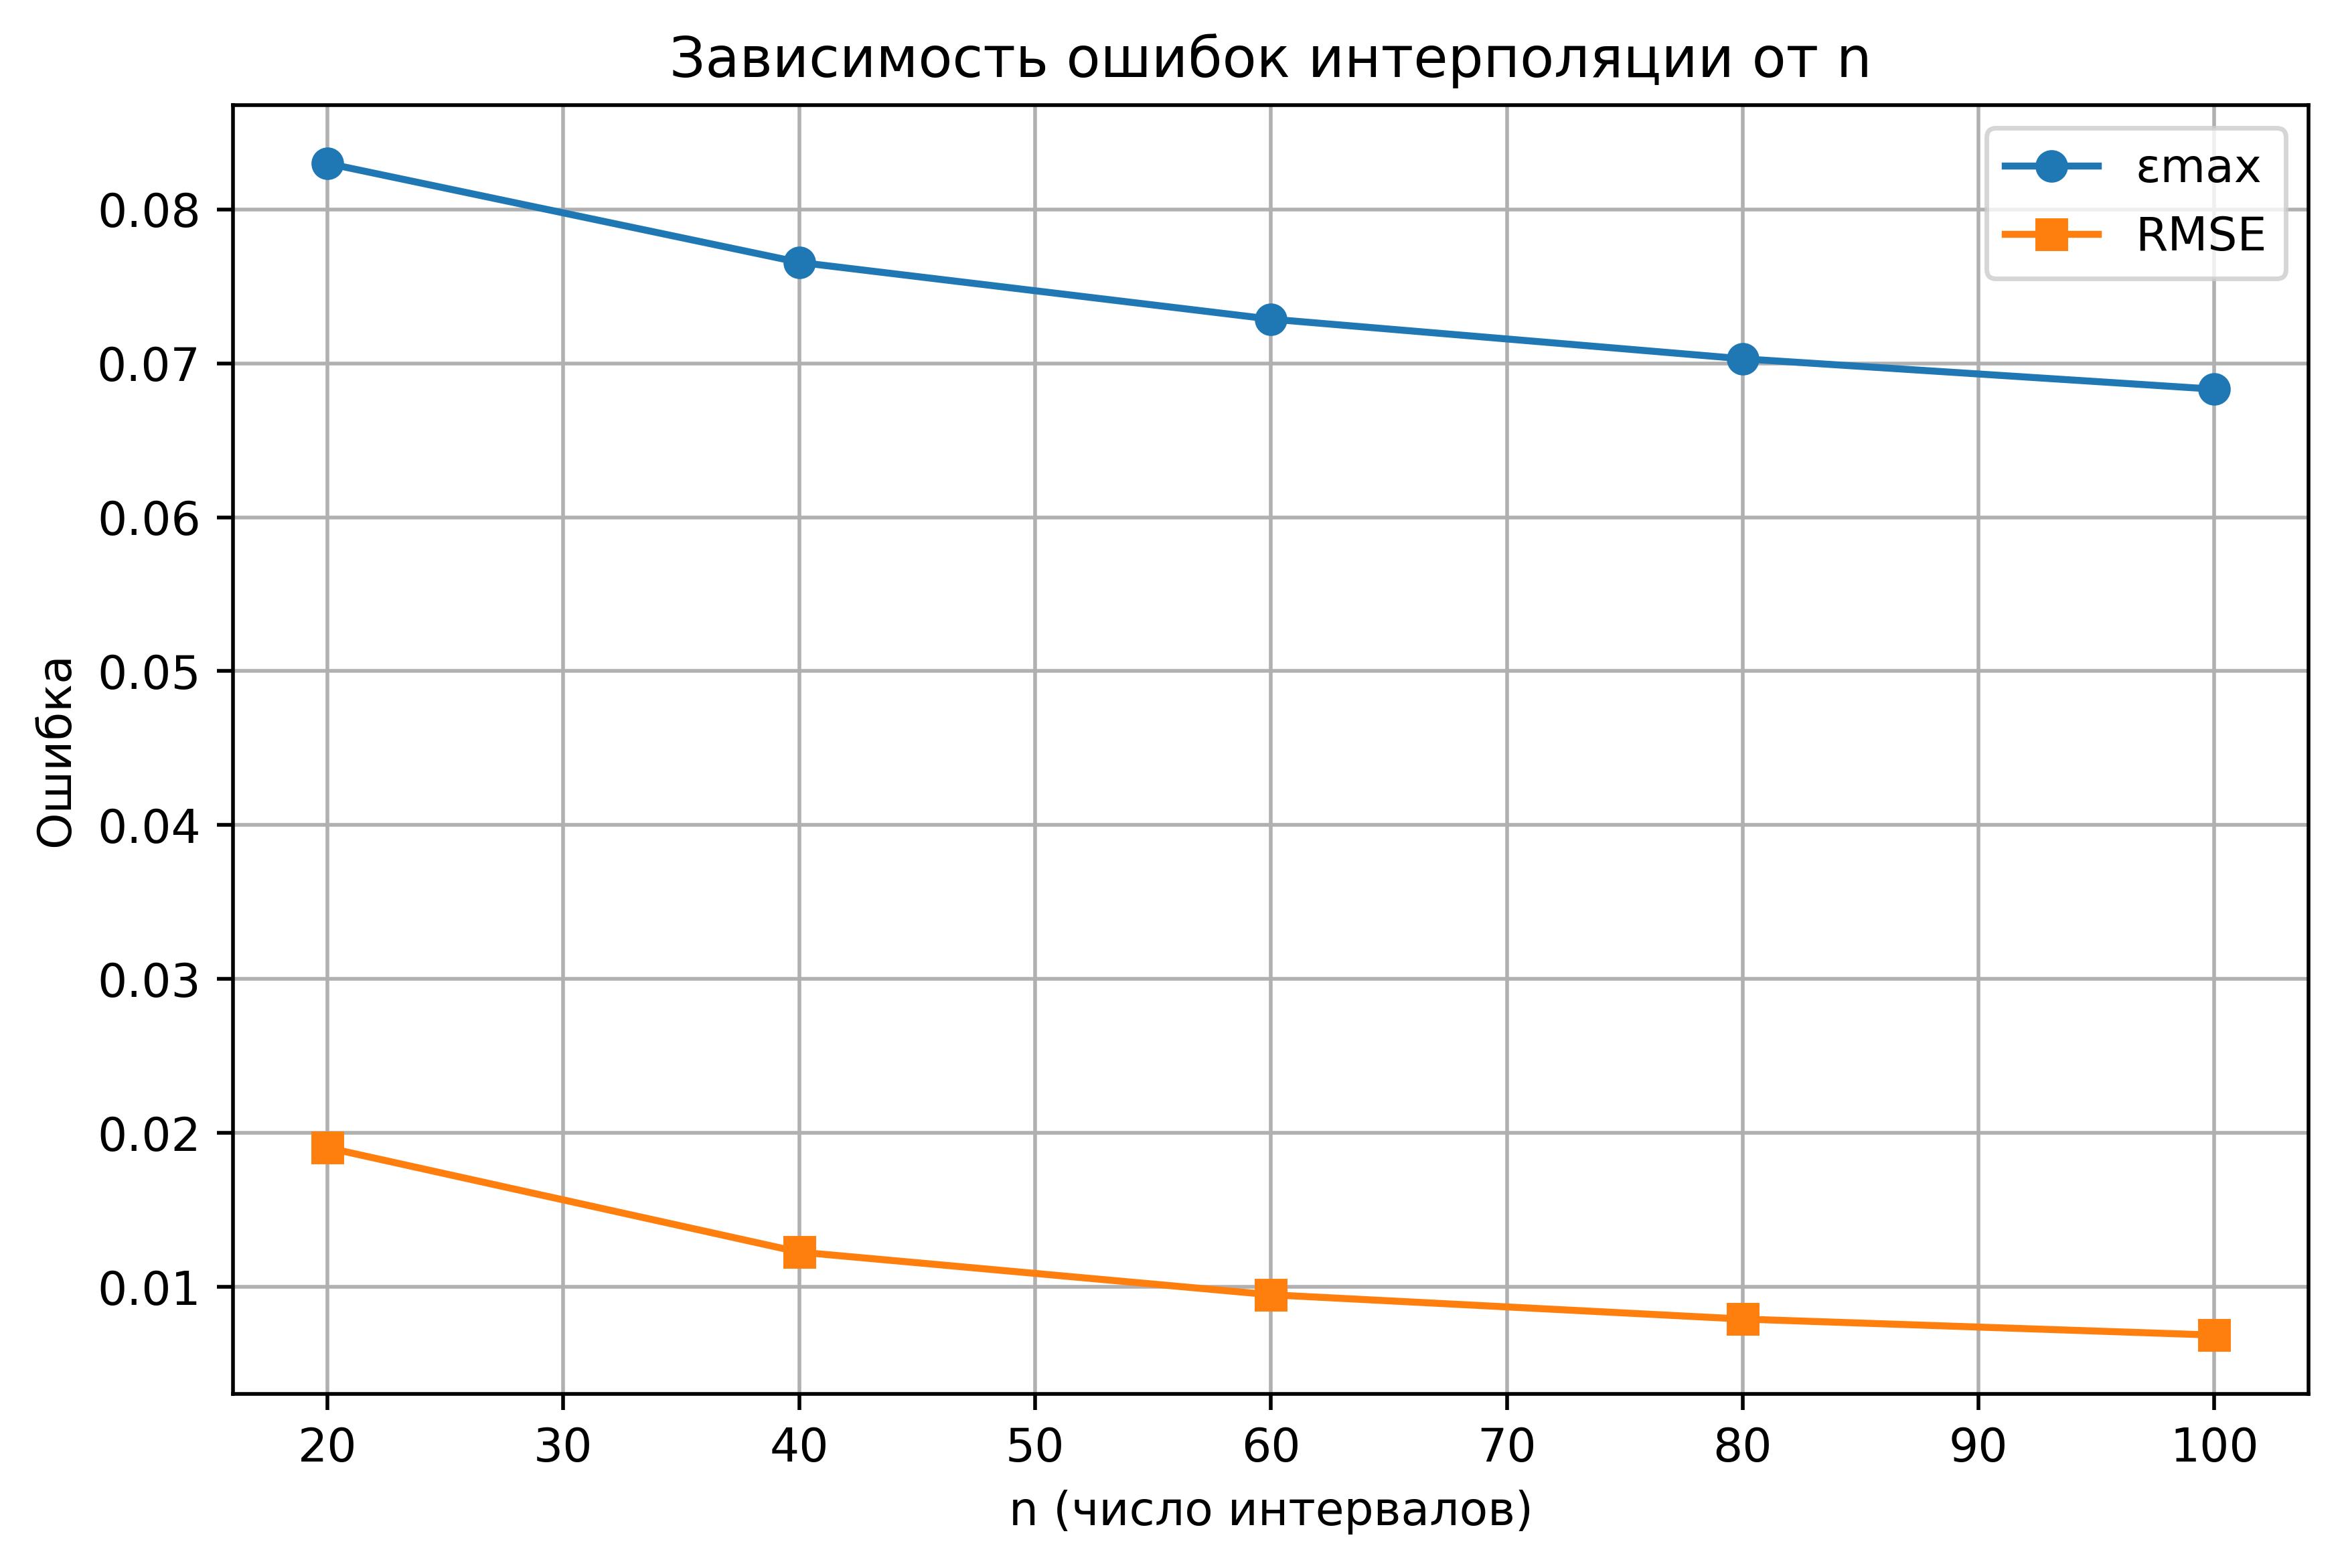 Зависимость ошибок интерполяции от n
εmax
RMSE
Ошибка
0.08
0.07
0.06
0.05
0.04
0.03
0.02
0.01
20 30 40 50 60 70 80 90 100
n (число интервалов)